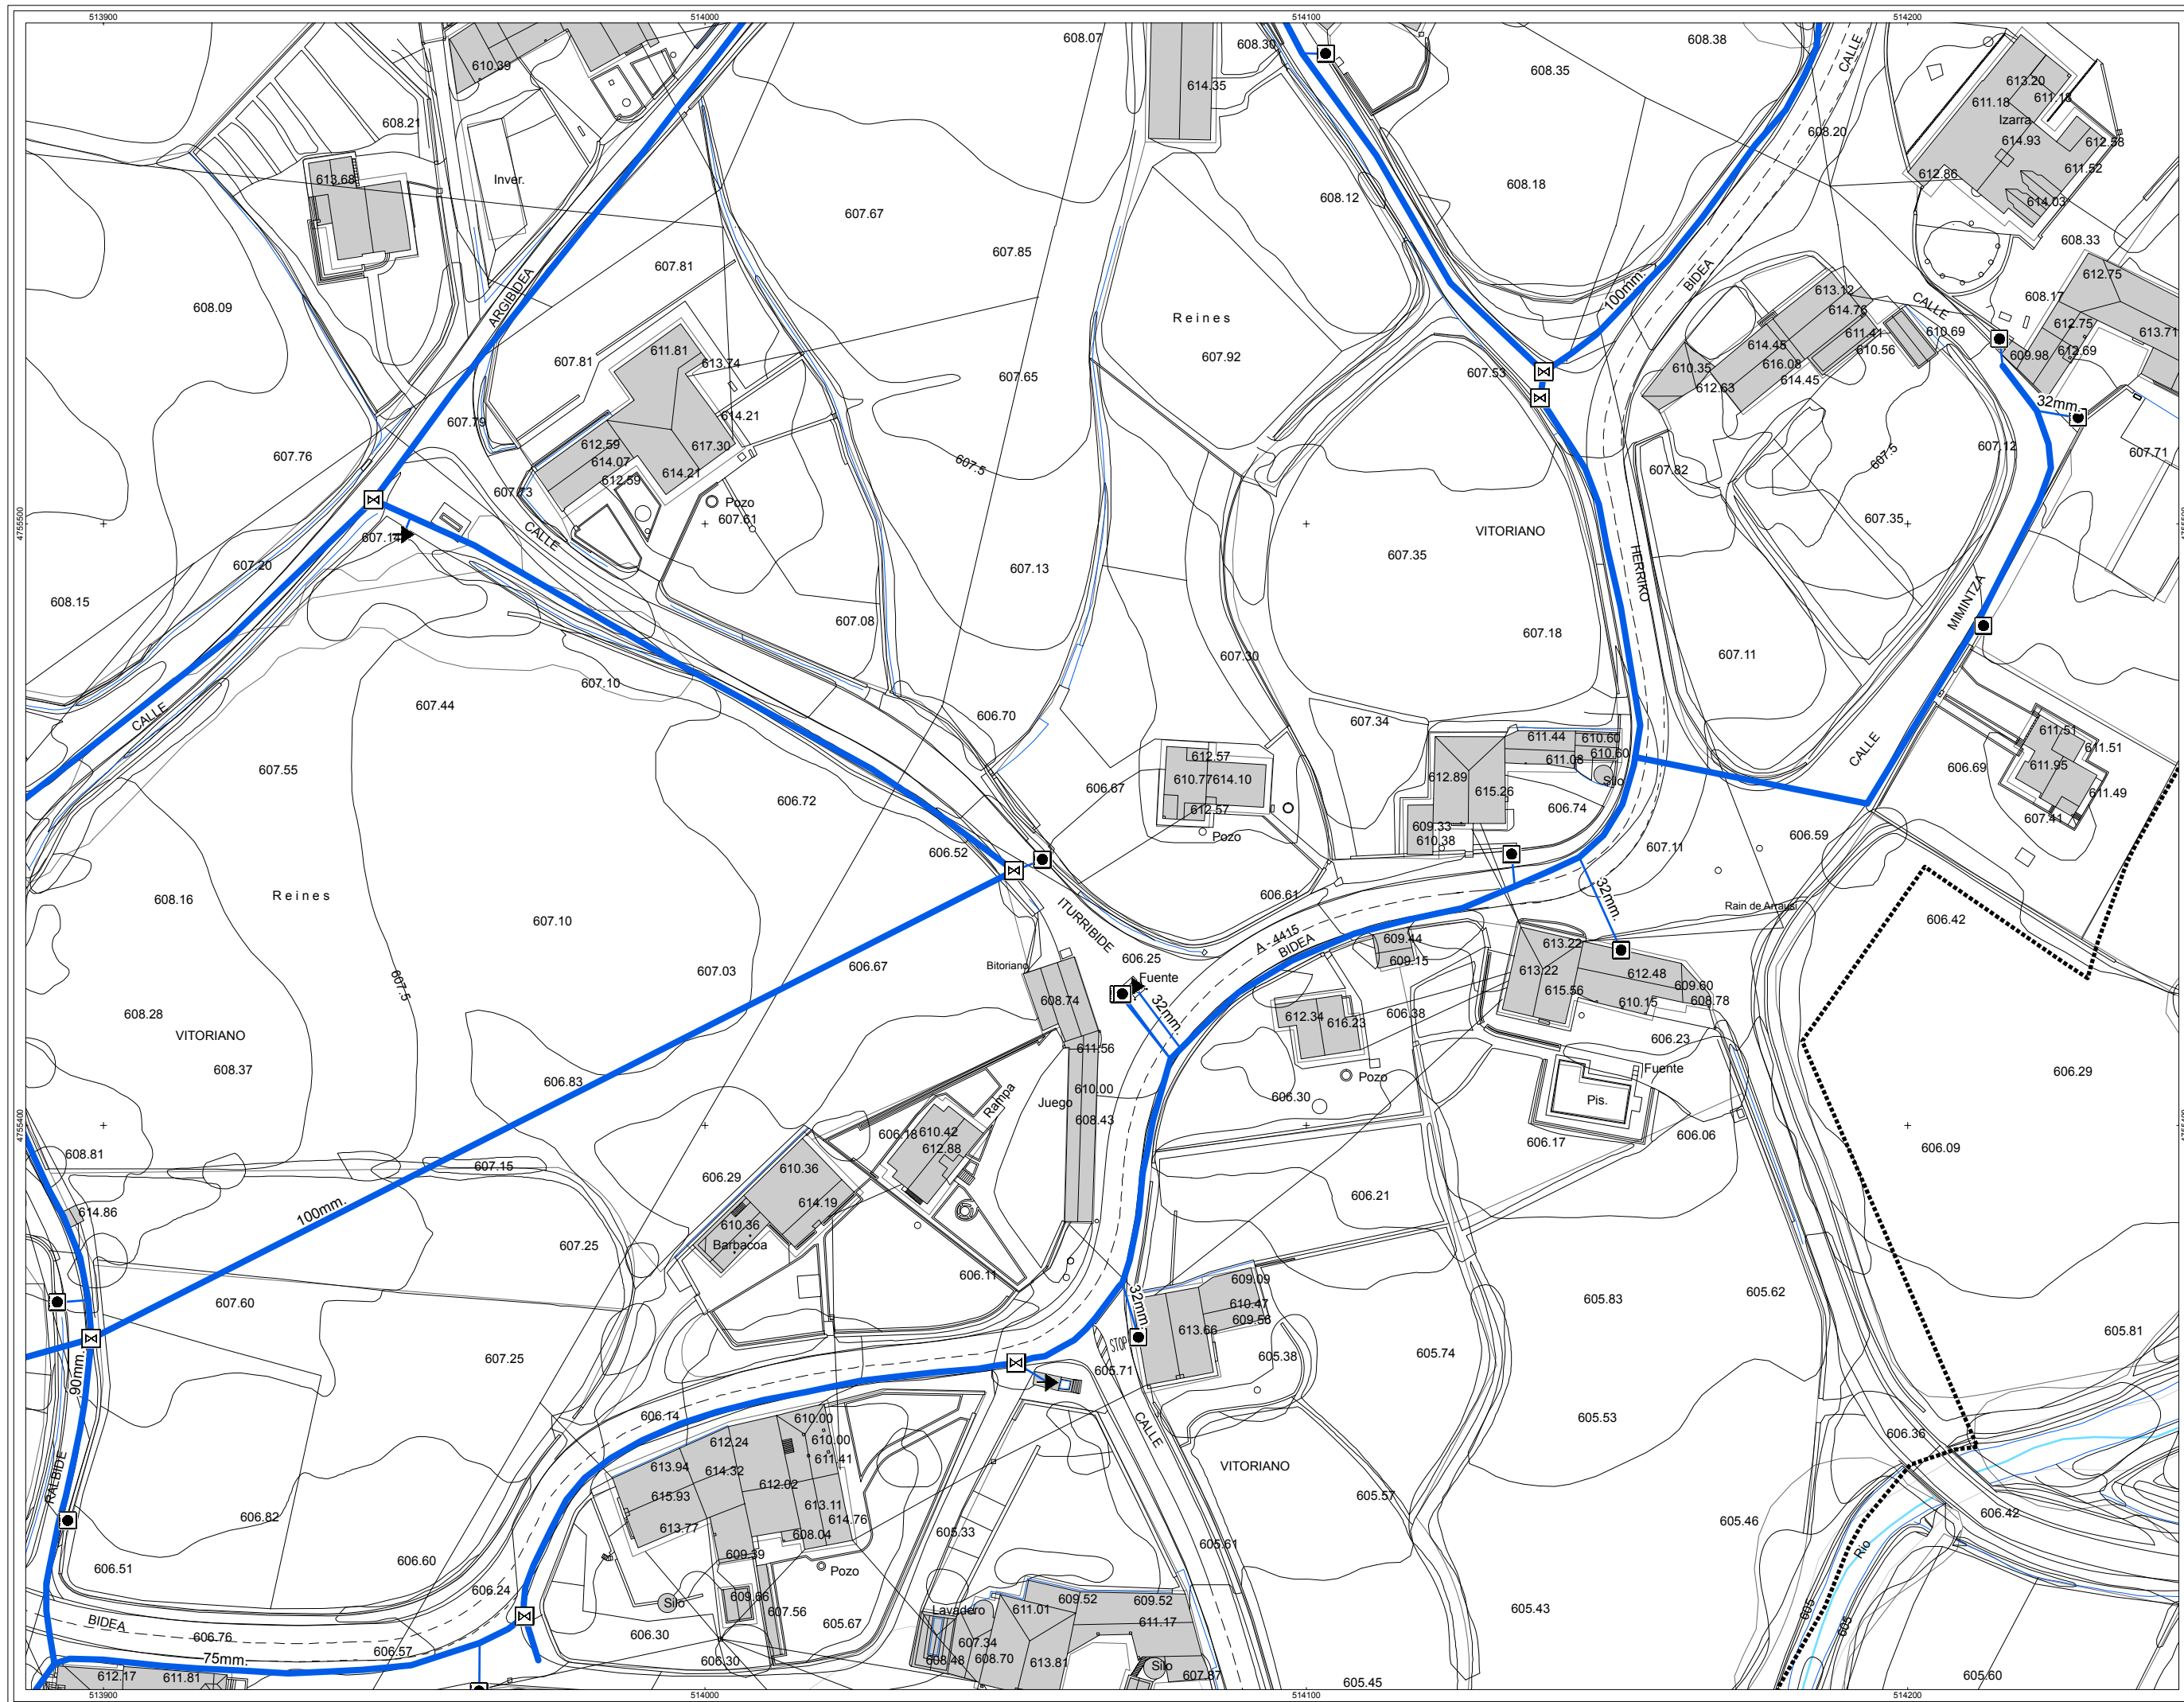 513900 514000 514100 514200
608.07 608.30 608.38
CALLE
610.39 614.35 608.35
613.20
611.18 611.18
608.21 Izarra
608.20
614.93 612.58
613.68 Inver. 612.86 611.52
608.18
608.12 614.03
607.67
607.85 608.33
607.81 612.75
BIDEA
ARGIBIDEA 100mm. 613.12 608.17
608.09 Reines 614.76 CALLE
612.75 613.71
611.81 613.74 607.92 614.45 611.41 610.69
607.81 610.56 609.98 612.69
607.65 607.53 610.35 616.08
612.63 614.45
32mm.
607.79 614.21
612.59 617.30 607.12
607.76 614.07 607.5 607.82 607.5 607.71
612.59 614.21
607.73
Pozo
607.61 607.35
4755500 VITORIANO 4755500
607.14 CALLE
607.35
607.20 607.13 HERRIKO
608.15 MIMINTZA
607.08 607.18
607.30 607.11
607.10
607.44
CALLE 606.70 607.34
611.51
611.44 610.60 611.51
612.57 610.60 CALLE
607.55 611.08 606.69 611.95
610.77 614.10 612.89 Silo
606.72 606.67 615.26 611.49
612.57 606.74 607.41
609.33
Pozo 610.38 606.59
606.52 607.11
606.61
608.16 Reines 32mm.
ITURRIBIDE Rain de Arrausi
607.10 606.42
A - 4415
BIDEA 609.44 613.22
606.25
Bitoriano 609.15
607.03 606.67 Fuente 613.22 612.48
607.5 609.60
608.74 32mm. 615.56 610.15 608.78
608.28 612.34 616.23 606.38
VITORIANO 606.23
611.56
608.37 Fuente
606.83 610.00 Pozo 606.29
Rampa Juego
606.30 Pis.
608.43
4755400 606.18 610.42 4755400
612.88 606.17 606.06
608.81 606.09
607.15 606.29 610.36
606.21
614.86 100mm. 614.19
610.36
607.25 Barbacoa
606.11 609.09
607.60 32mm. 610.47 605.83 605.62
609.56
613.66 605.81
STOP
607.25 605.38 605.74
90mm. 605.71
606.14 610.00 CALLE 605.53
612.24 610.00 606.36
611.41
613.94 614.32 VITORIANO
RALBIDE 612.02
615.93 605.57
613.11
606.82 614.76 605.46 606.42
613.77 608.04 605.33
605.61
606.60 609.39 Rio
606.51 Pozo
606.24
Silo 609.66
607.56 Lavadero 611.01 609.52 609.52 605.43 605 605
BIDEA 605.67 611.17
606.76
606.57 606.30 607.34
75mm. 606.30 608.48 608.70 613.81 Silo
612.17 611.81 607.87 605.45 605.60
513900 514000 514100 514200